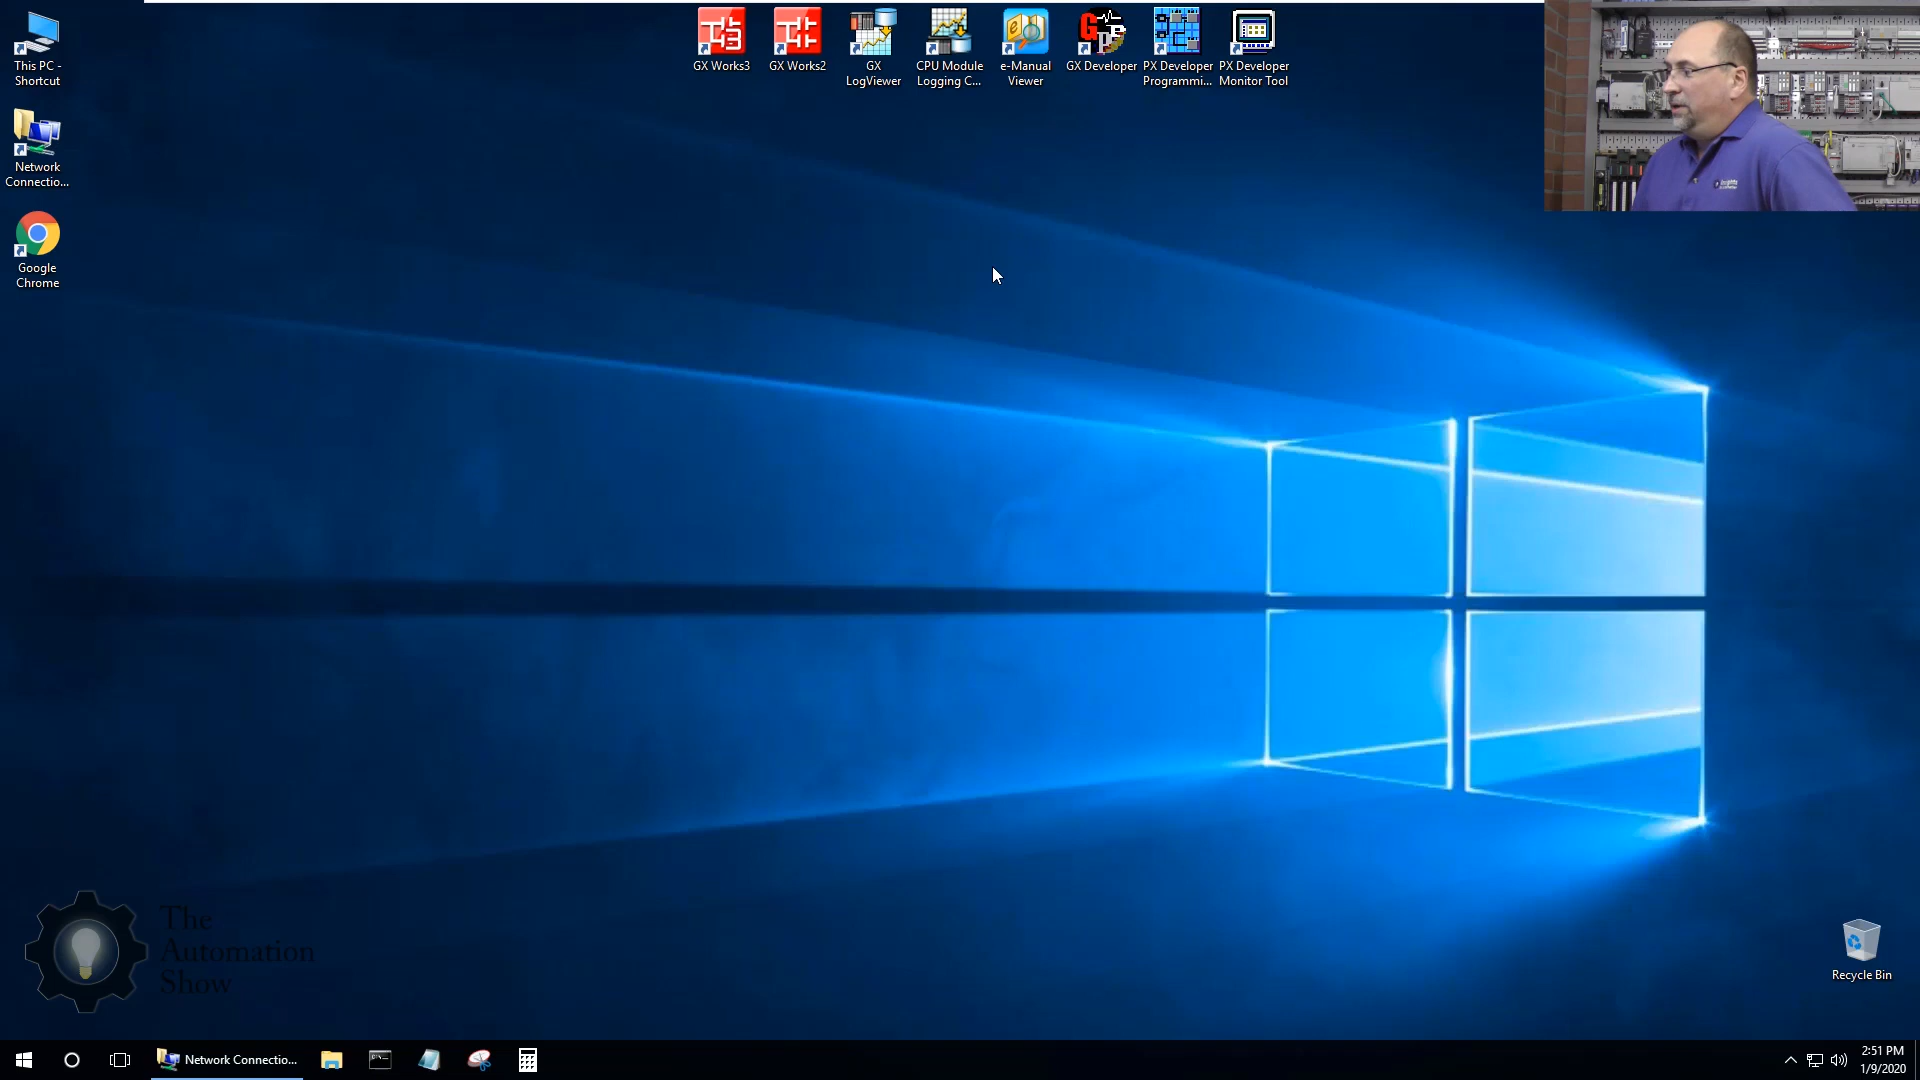 This PC -
Shortcut
Network
Connectio...
Google
Chrome
GX Works3
GX Works2
GX
LogViewer
CPU Module
Logging C...
e-Manual
Viewer
GX Developer
PX Developer
Programmi...
PX Developer
Monitor Tool
The
Automation
Show
Recycle Bin
Network Connectio...
2:51 PM
1/9/2020